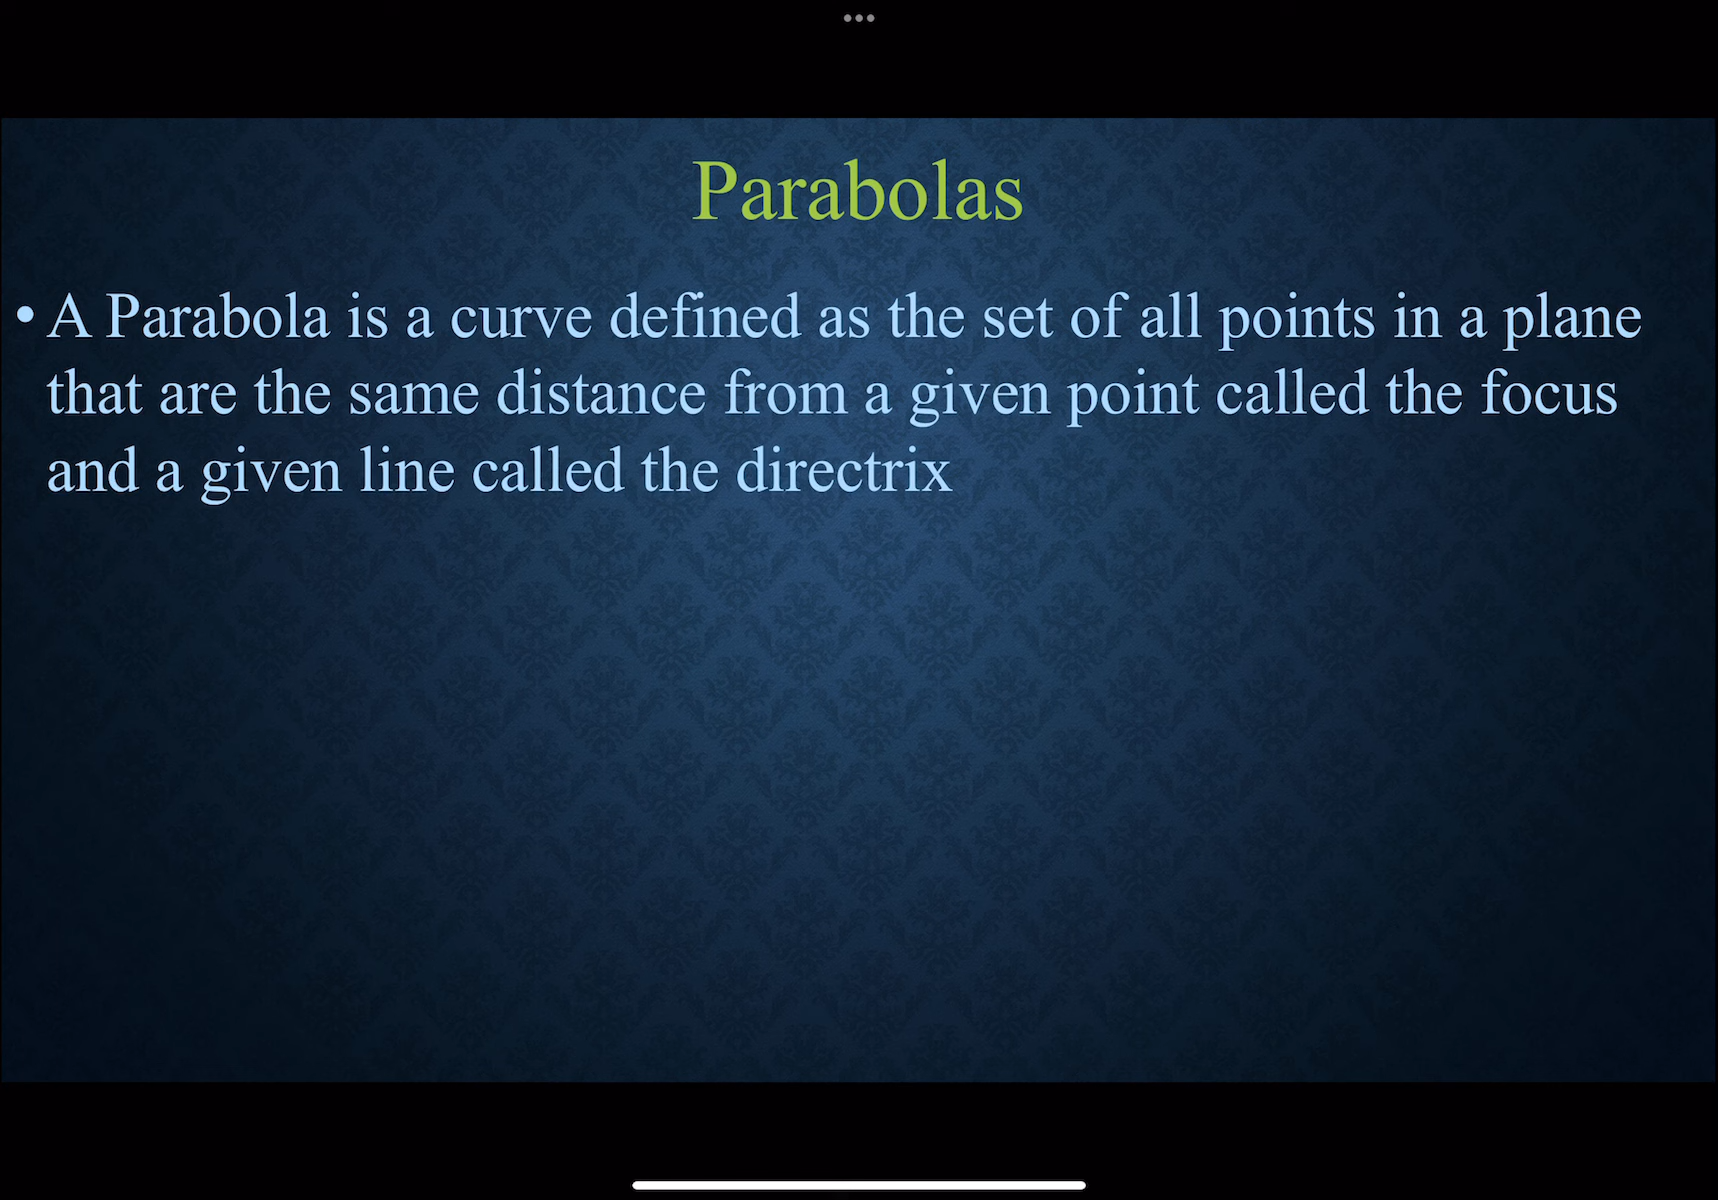 Parabolas
• A Parabola is a curve defined as the set of all points in a plane
that are the same distance from a given point called the focus
and a given line called the directrix